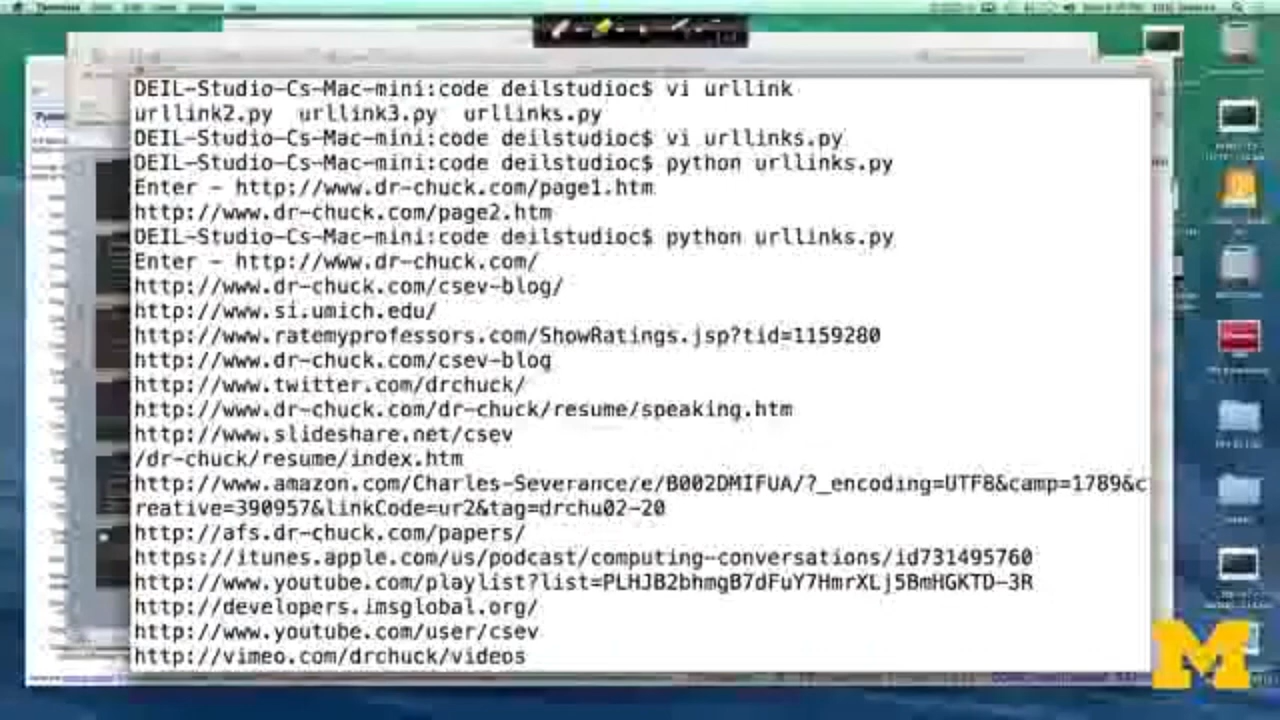 DEIL-Studio-Cs-Mac-mini:code deilstudioc$ vi urllink
urllink2.py urllink3.py urllinks.py
DEIL-Studio-Cs-Mac-mini:code deilstudioc$ vi urllinks.py
DEIL-Studio-Cs-Mac-mini:code deilstudioc$ python urllinks.py
Enter - http://www.dr-chuck.com/page1.htm
http://www.dr-chuck.com/page2.htm
DEIL-Studio-Cs-Mac-mini:code deilstudioc$ python urllinks.py
Enter - http://www.dr-chuck.com/
http://www.dr-chuck.com/csev-blog/
http://www.si.umich.edu/
http://www.ratemyprofessors.com/ShowRatings.jsp?tid=1159280
http://www.dr-chuck.com/csev-blog
http://www.twitter.com/drchuck/
http://www.dr-chuck.com/dr-chuck/resume/speaking.htm
http://www.slideshare.net/csev
/dr-chuck/resume/index.htm
http://www.amazon.com/Charles-Severance/e/B002DMIFUA/?_encoding=UTF8&camp=1789&c
reative=390957&linkCode=ur2&tag=drchu02-20
http://afs.dr-chuck.com/papers/
https://itunes.apple.com/us/podcast/computing-conversations/id731495760
http://www.youtube.com/playlist?list=PLHJB2bhmgB7dFuY7HmrXLj5BmHGKTD-3R
http://developers.imsglobal.org/
http://www.youtube.com/user/csev
http://vimeo.com/drchuck/videos
M